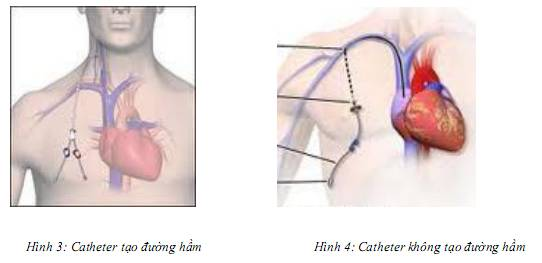 Hình 3: Catheter tạo đường hầm
Hình 4: Catheter không tạo đường hầm